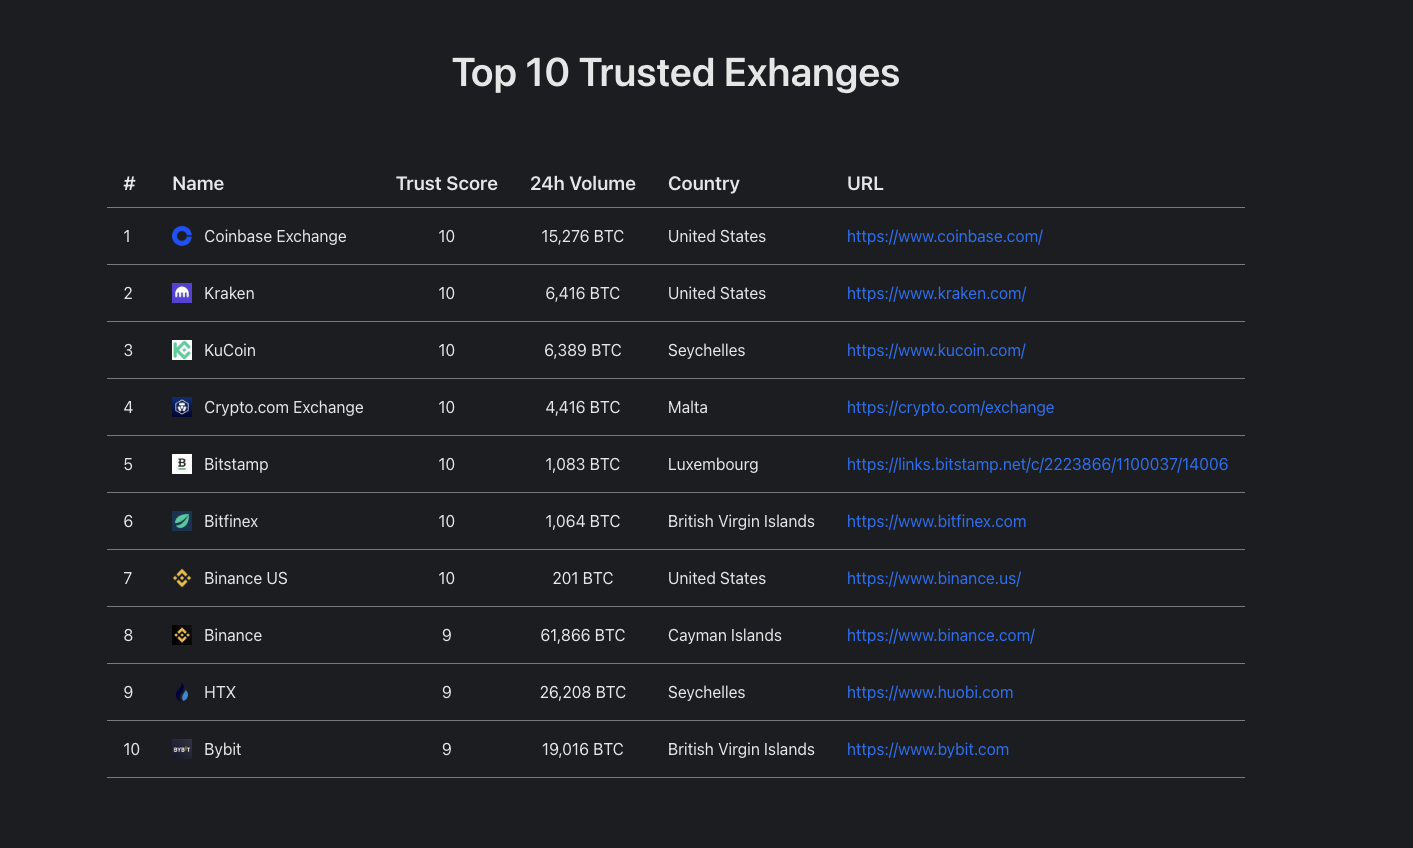 Top 10 Trusted Exhanges
# Name Trust Score 24h Volume Country URL
1 Coinbase Exchange 10 15,276 BTC United States https://www.coinbase.com/
2 Kraken 10 6,416 BTC United States https://www.kraken.com/
3 KuCoin 10 6,389 BTC Seychelles https://www.kucoin.com/
4 Crypto.com Exchange 10 4,416 BTC Malta https://crypto.com/exchange
5 Bitstamp 10 1,083 BTC Luxembourg https://links.bitstamp.net/c/2223866/1100037/14006
6 Bitfinex 10 1,064 BTC British Virgin Islands https://www.bitfinex.com
7 Binance US 10 201 BTC United States https://www.binance.us/
8 Binance 9 61,866 BTC Cayman Islands https://www.binance.com/
9 HTX 9 26,208 BTC Seychelles https://www.huobi.com
10 BYBIT Bybit 9 19,016 BTC British Virgin Islands https://www.bybit.com